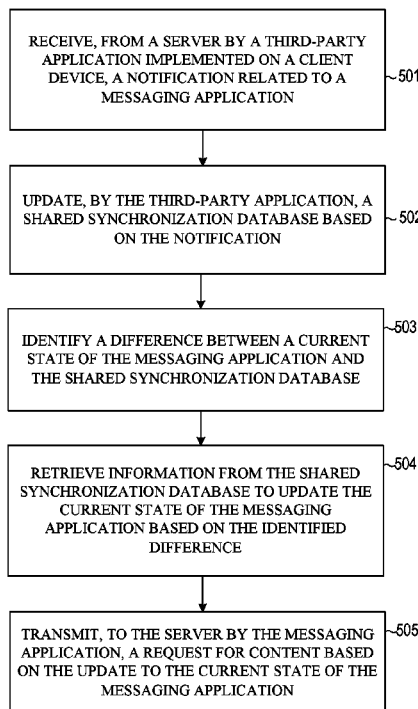 RECEIVE, FROM A SERVER BY A THIRD-PARTY
APPLICATION IMPLEMENTED ON A CLIENT
DEVICE, A NOTIFICATION RELATED TO A
MESSAGING APPLICATION
501
UPDATE, BY THE THIRD-PARTY APPLICATION, A
SHARED SYNCHRONIZATION DATABASE BASED
ON THE NOTIFICATION
502
IDENTIFY A DIFFERENCE BETWEEN A CURRENT
STATE OF THE MESSAGING APPLICATION AND
THE SHARED SYNCHRONIZATION DATABASE
503
RETRIEVE INFORMATION FROM THE SHARED
SYNCHRONIZATION DATABASE TO UPDATE THE
CURRENT STATE OF THE MESSAGING
APPLICATION BASED ON THE IDENTIFIED
DIFFERENCE
504
TRANSMIT, TO THE SERVER BY THE MESSAGING
APPLICATION, A REQUEST FOR CONTENT BASED
ON THE UPDATE TO THE CURRENT STATE OF THE
MESSAGING APPLICATION
505